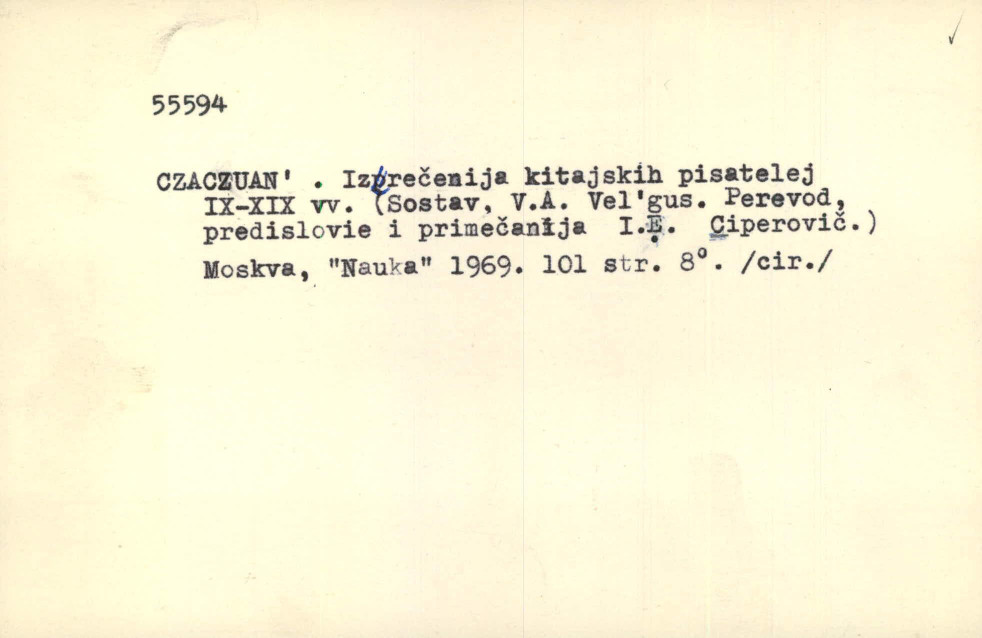 55594
CZACZUAN' . Izrečenija kitajskih pisatelej
IX-XIX vv. (Sostav, V.A. Vel'gus. Perevod,
predislovie i primečanija I.E. Ciperovič.)
Moskva, "Nauka" 1969. 101 str. 8°. /cir./